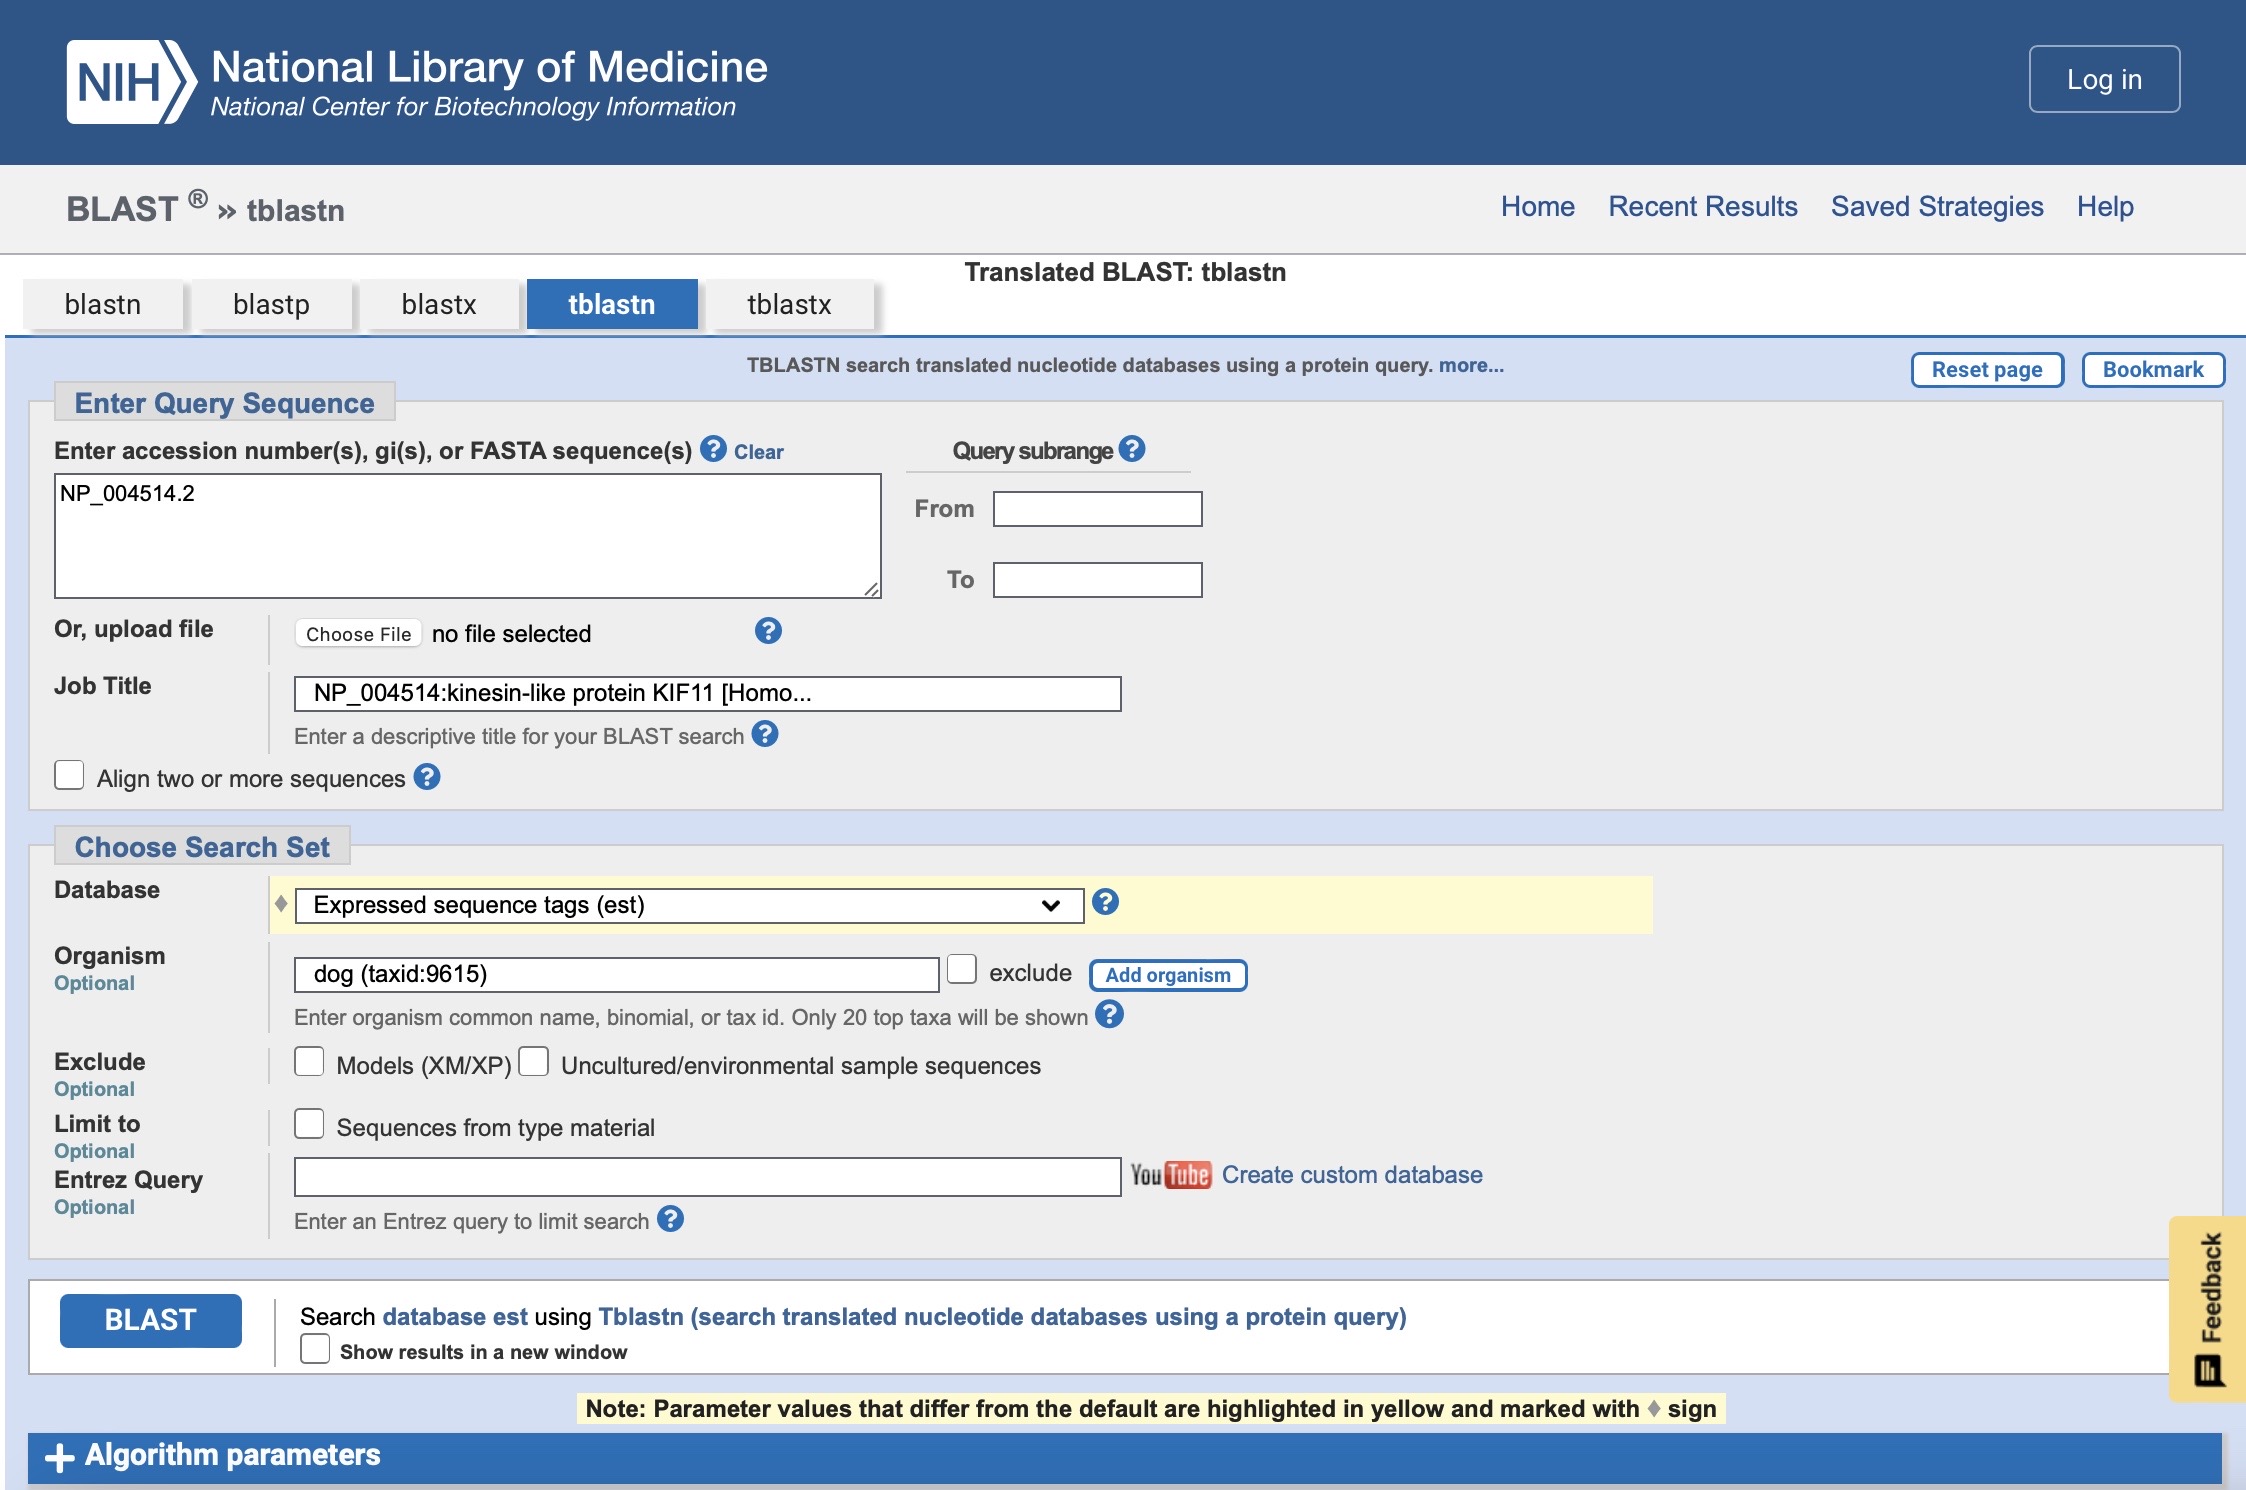 NIH National Library of Medicine
National Center for Biotechnology Information
Log in
BLAST ® » tblastn
Home Recent Results Saved Strategies Help
Translated BLAST: tblastn
blastn blastp blastx tblastn tblastx
TBLASTN search translated nucleotide databases using a protein query. more...
Reset page Bookmark
Enter Query Sequence
Enter accession number(s), gi(s), or FASTA sequence(s) ? Clear
Query subrange ?
NP_004514.2
From
To
Or, upload file Choose File no file selected ?
Job Title NP_004514:kinesin-like protein KIF11 [Homo...
Enter a descriptive title for your BLAST search ?
Align two or more sequences ?
Choose Search Set
Database ♦ Expressed sequence tags (est) ?
Organism
Optional
dog (taxid:9615) exclude Add organism
Enter organism common name, binomial, or tax id. Only 20 top taxa will be shown ?
Exclude
Optional
Models (XM/XP) Uncultured/environmental sample sequences
Limit to
Optional
Sequences from type material
Entrez Query
Optional
YouTube Create custom database
Enter an Entrez query to limit search ?
BLAST
Search database est using Tblastn (search translated nucleotide databases using a protein query)
Show results in a new window
Feedback
Note: Parameter values that differ from the default are highlighted in yellow and marked with ♦ sign
+ Algorithm parameters